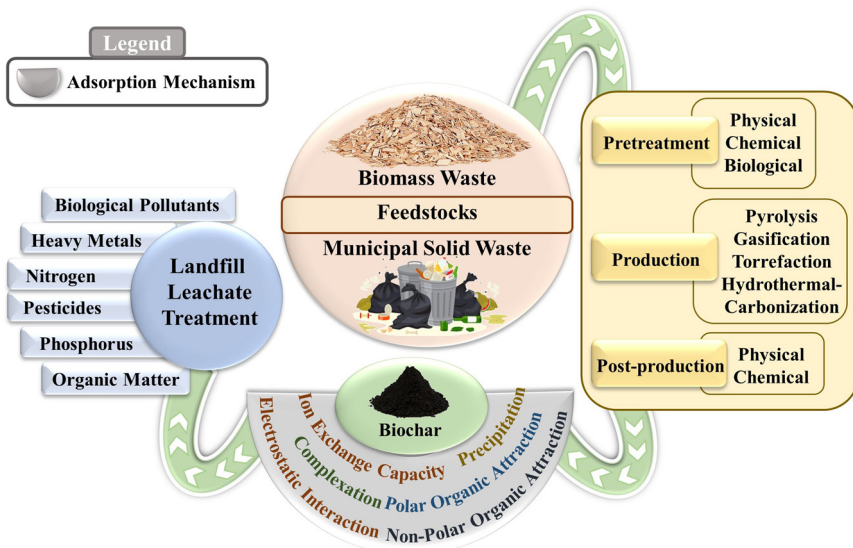 Legend
Adsorption Mechanism
Biomass Waste
Feedstocks
Municipal Solid Waste
Pretreatment
Physical
Chemical
Biological
Production
Pyrolysis
Gasification
Torrefaction
Hydrothermal-
Carbonization
Post-production
Physical
Chemical
Biological Pollutants
Heavy Metals
Nitrogen
Pesticides
Phosphorus
Organic Matter
Landfill
Leachate
Treatment
Biochar
Ion Exchange Capacity
Precipitation
Complexation
Polar Organic Attraction
Electrostatic Interaction
Non-Polar Organic Attraction